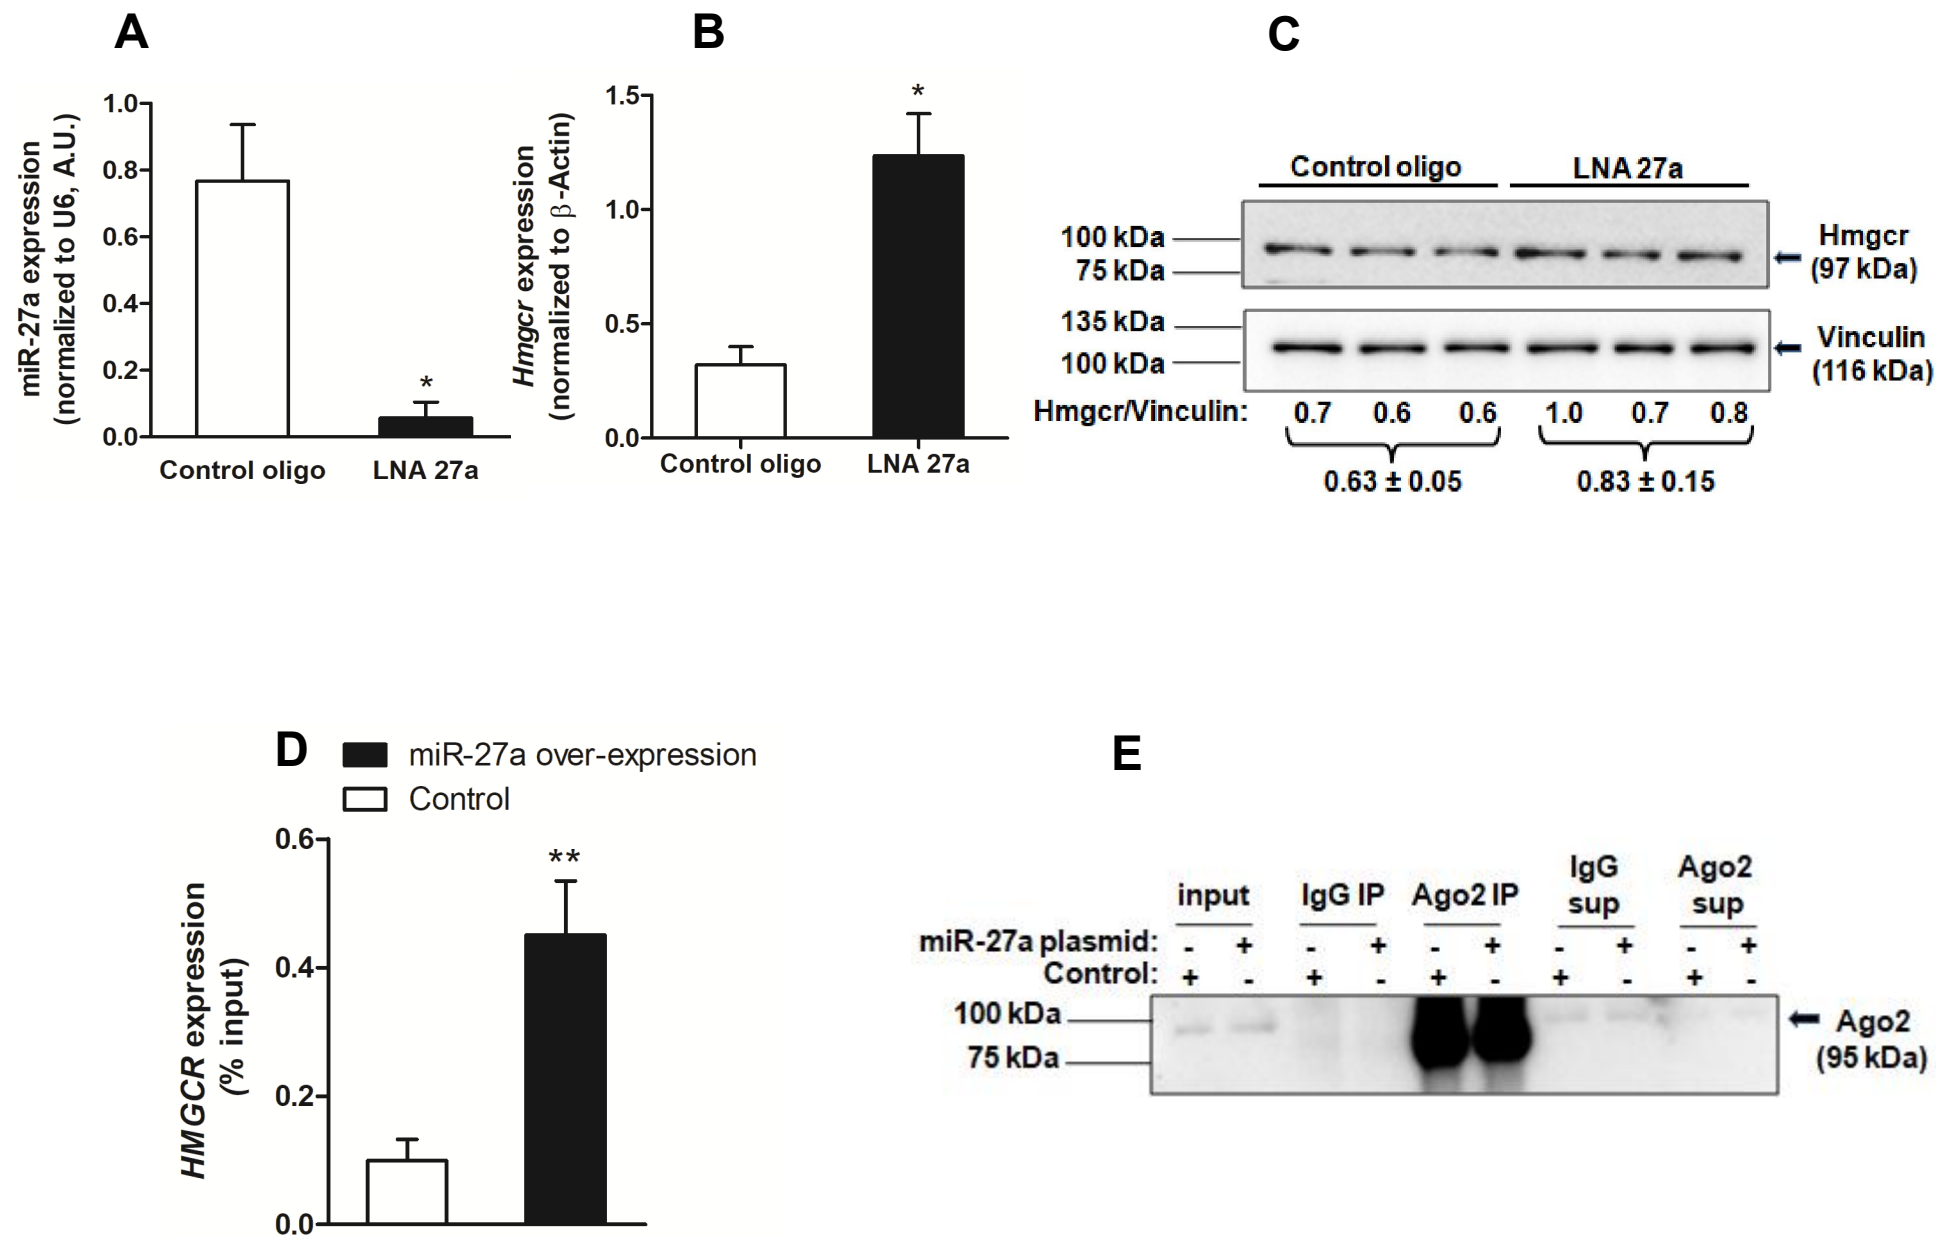 A
miR-27a expression
(normalized to U6, A.U.)
1.0
0.8
0.6
0.4
0.2
0.0
*
Control oligo
LNA 27a
B
Hmgcr expression
(normalized to β-Actin)
1.5
1.0
0.5
0.0
*
Control oligo
LNA 27a
C
Control oligo
LNA 27a
100 kDa
75 kDa
Hmgcr
(97 kDa)
135 kDa
100 kDa
Vinculin
(116 kDa)
Hmgcr/Vinculin: 0.7 0.6 0.6 1.0 0.7 0.8
0.63 ± 0.05
0.83 ± 0.15
D
miR-27a over-expression
Control
HMGCR expression
(% input)
0.6
0.4
0.2
0.0
**
E
input
IgG IP
Ago2 IP
IgG
sup
Ago2
sup
miR-27a plasmid: - + - + - + - + - +
Control: + - + - + - + - + -
100 kDa
75 kDa
Ago2
(95 kDa)